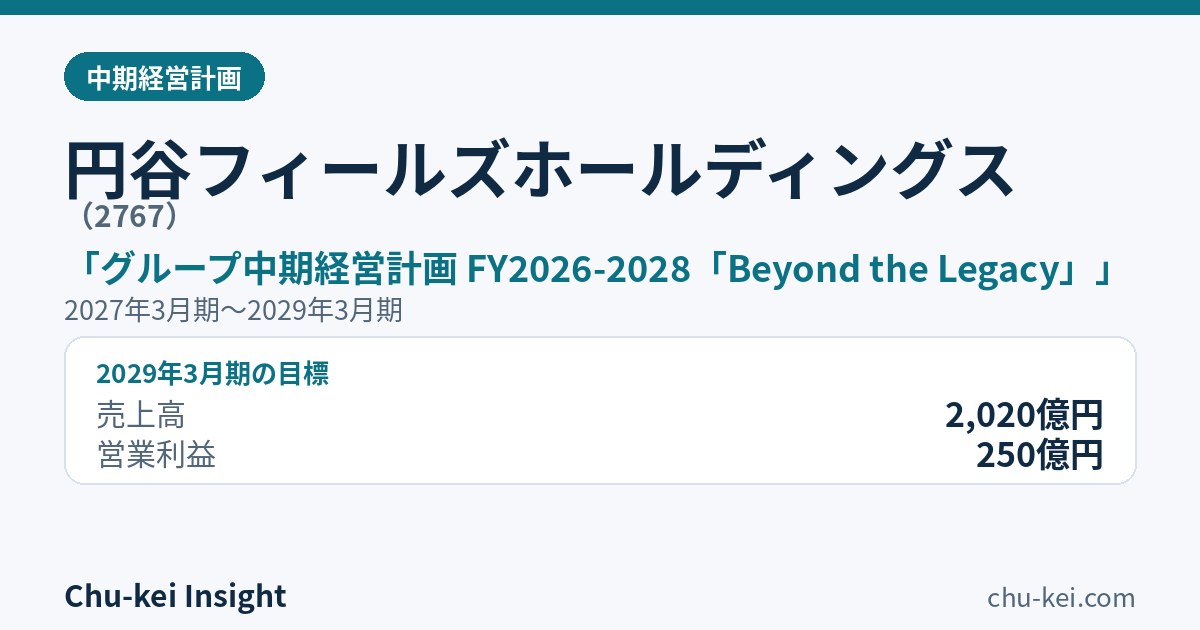 中期経営計画
円谷フィールズホールディングス
（2767）
「グループ中期経営計画 FY2026-2028「Beyond the Legacy」」
2027年3月期～2029年3月期
2029年3月期の目標
売上高 2,020億円
営業利益 250億円
Chu-kei Insight chu-kei.com